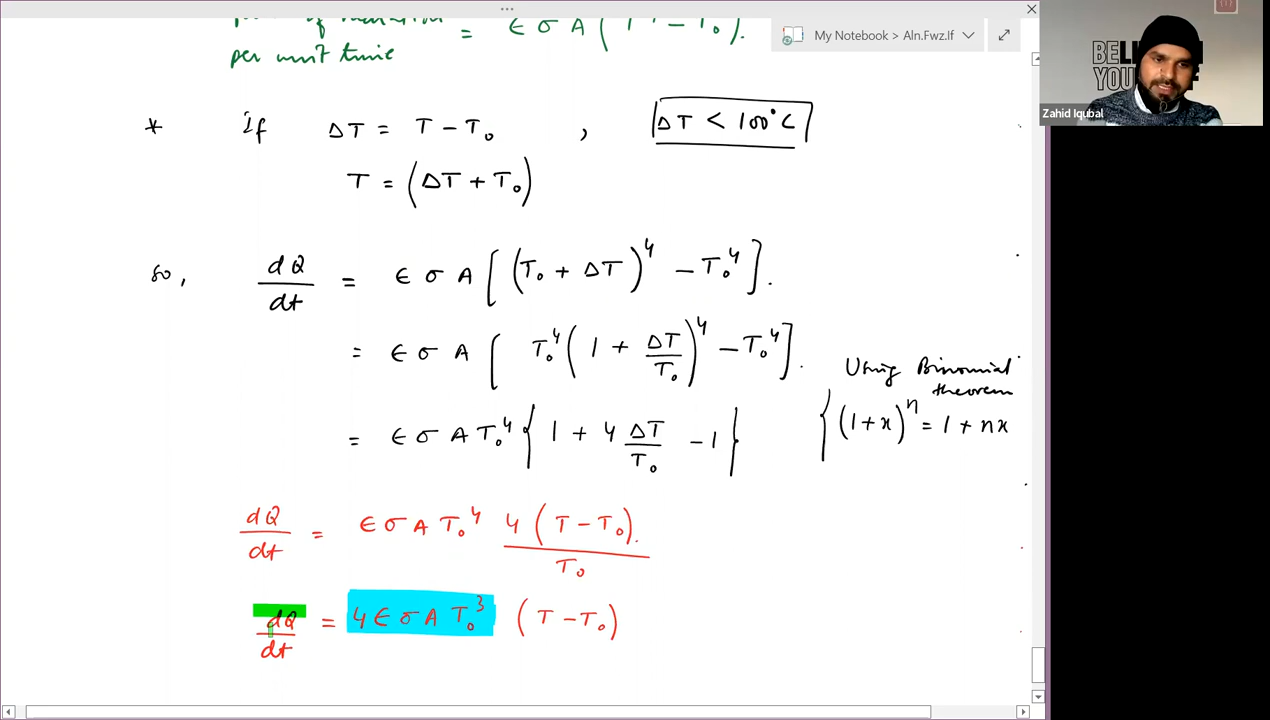 My Notebook > Aln.Fwz.If
= ϵ σ A (T⁴ − T₀⁴).
per unit time
* If ΔT = T − T₀ , ΔT < 100°C
T = (ΔT + T₀)
so, dQ/dt = ϵ σ A [(T₀ + ΔT)⁴ − T₀⁴].
= ϵ σ A [ T₀⁴ (1 + ΔT/T₀)⁴ − T₀⁴].
Using Binomial
theorem
= ϵ σ A T₀⁴ { 1 + 4 ΔT/T₀ − 1 }
{ (1+x)ⁿ = 1 + nx
dQ/dt = ϵ σ A T₀⁴ 4 (T − T₀)./T₀
dQ/dt = 4 ϵ σ A T₀³ (T − T₀)
Zahid Iqbal